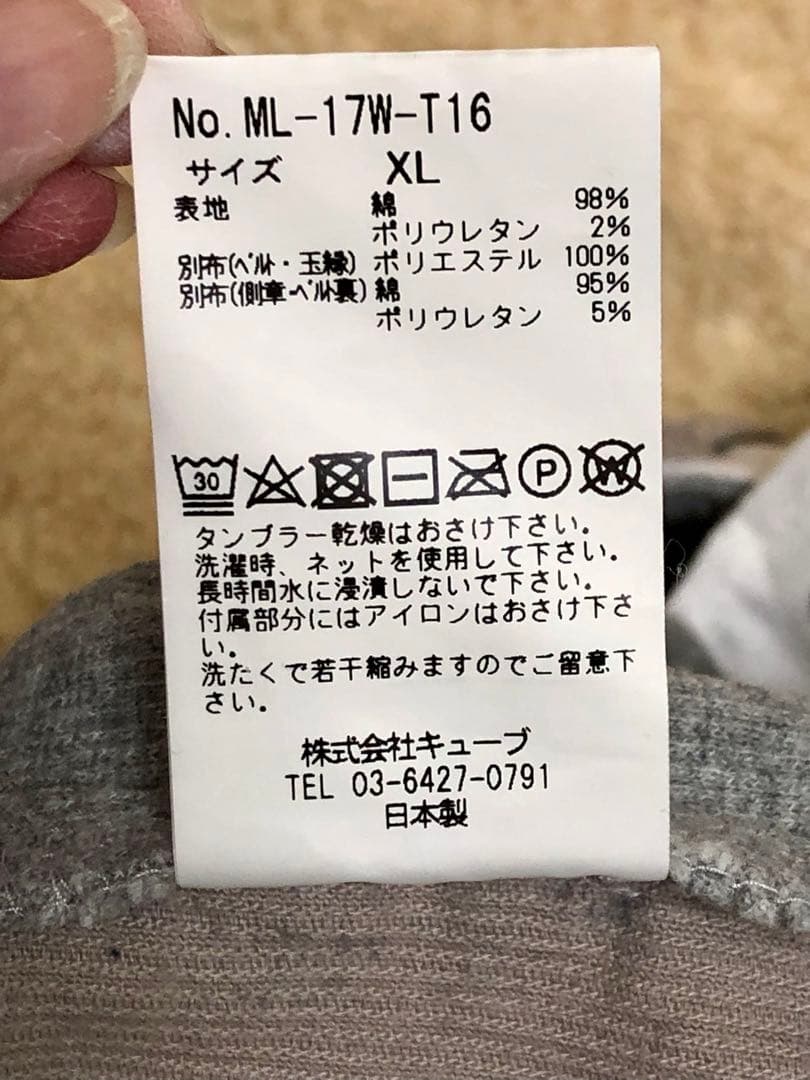 No. ML-17W-T16
サイズ XL
表地 綿 98%
ポリウレタン 2%
別布(ﾍﾞﾙﾄ・玉縁) ポリエステル 100%
別布(側章・ﾍﾞﾙﾄ裏) 綿 95%
ポリウレタン 5%
30 P W
タンブラー乾燥はおさけ下さい。
洗濯時、ネットを使用して下さい。
長時間水に浸漬しないで下さい。
付属部分にはアイロンはおさけ下さ
い。
洗たくで若干縮みますのでご留意下
さい。
株式会社キューブ
TEL 03-6427-0791
日本製